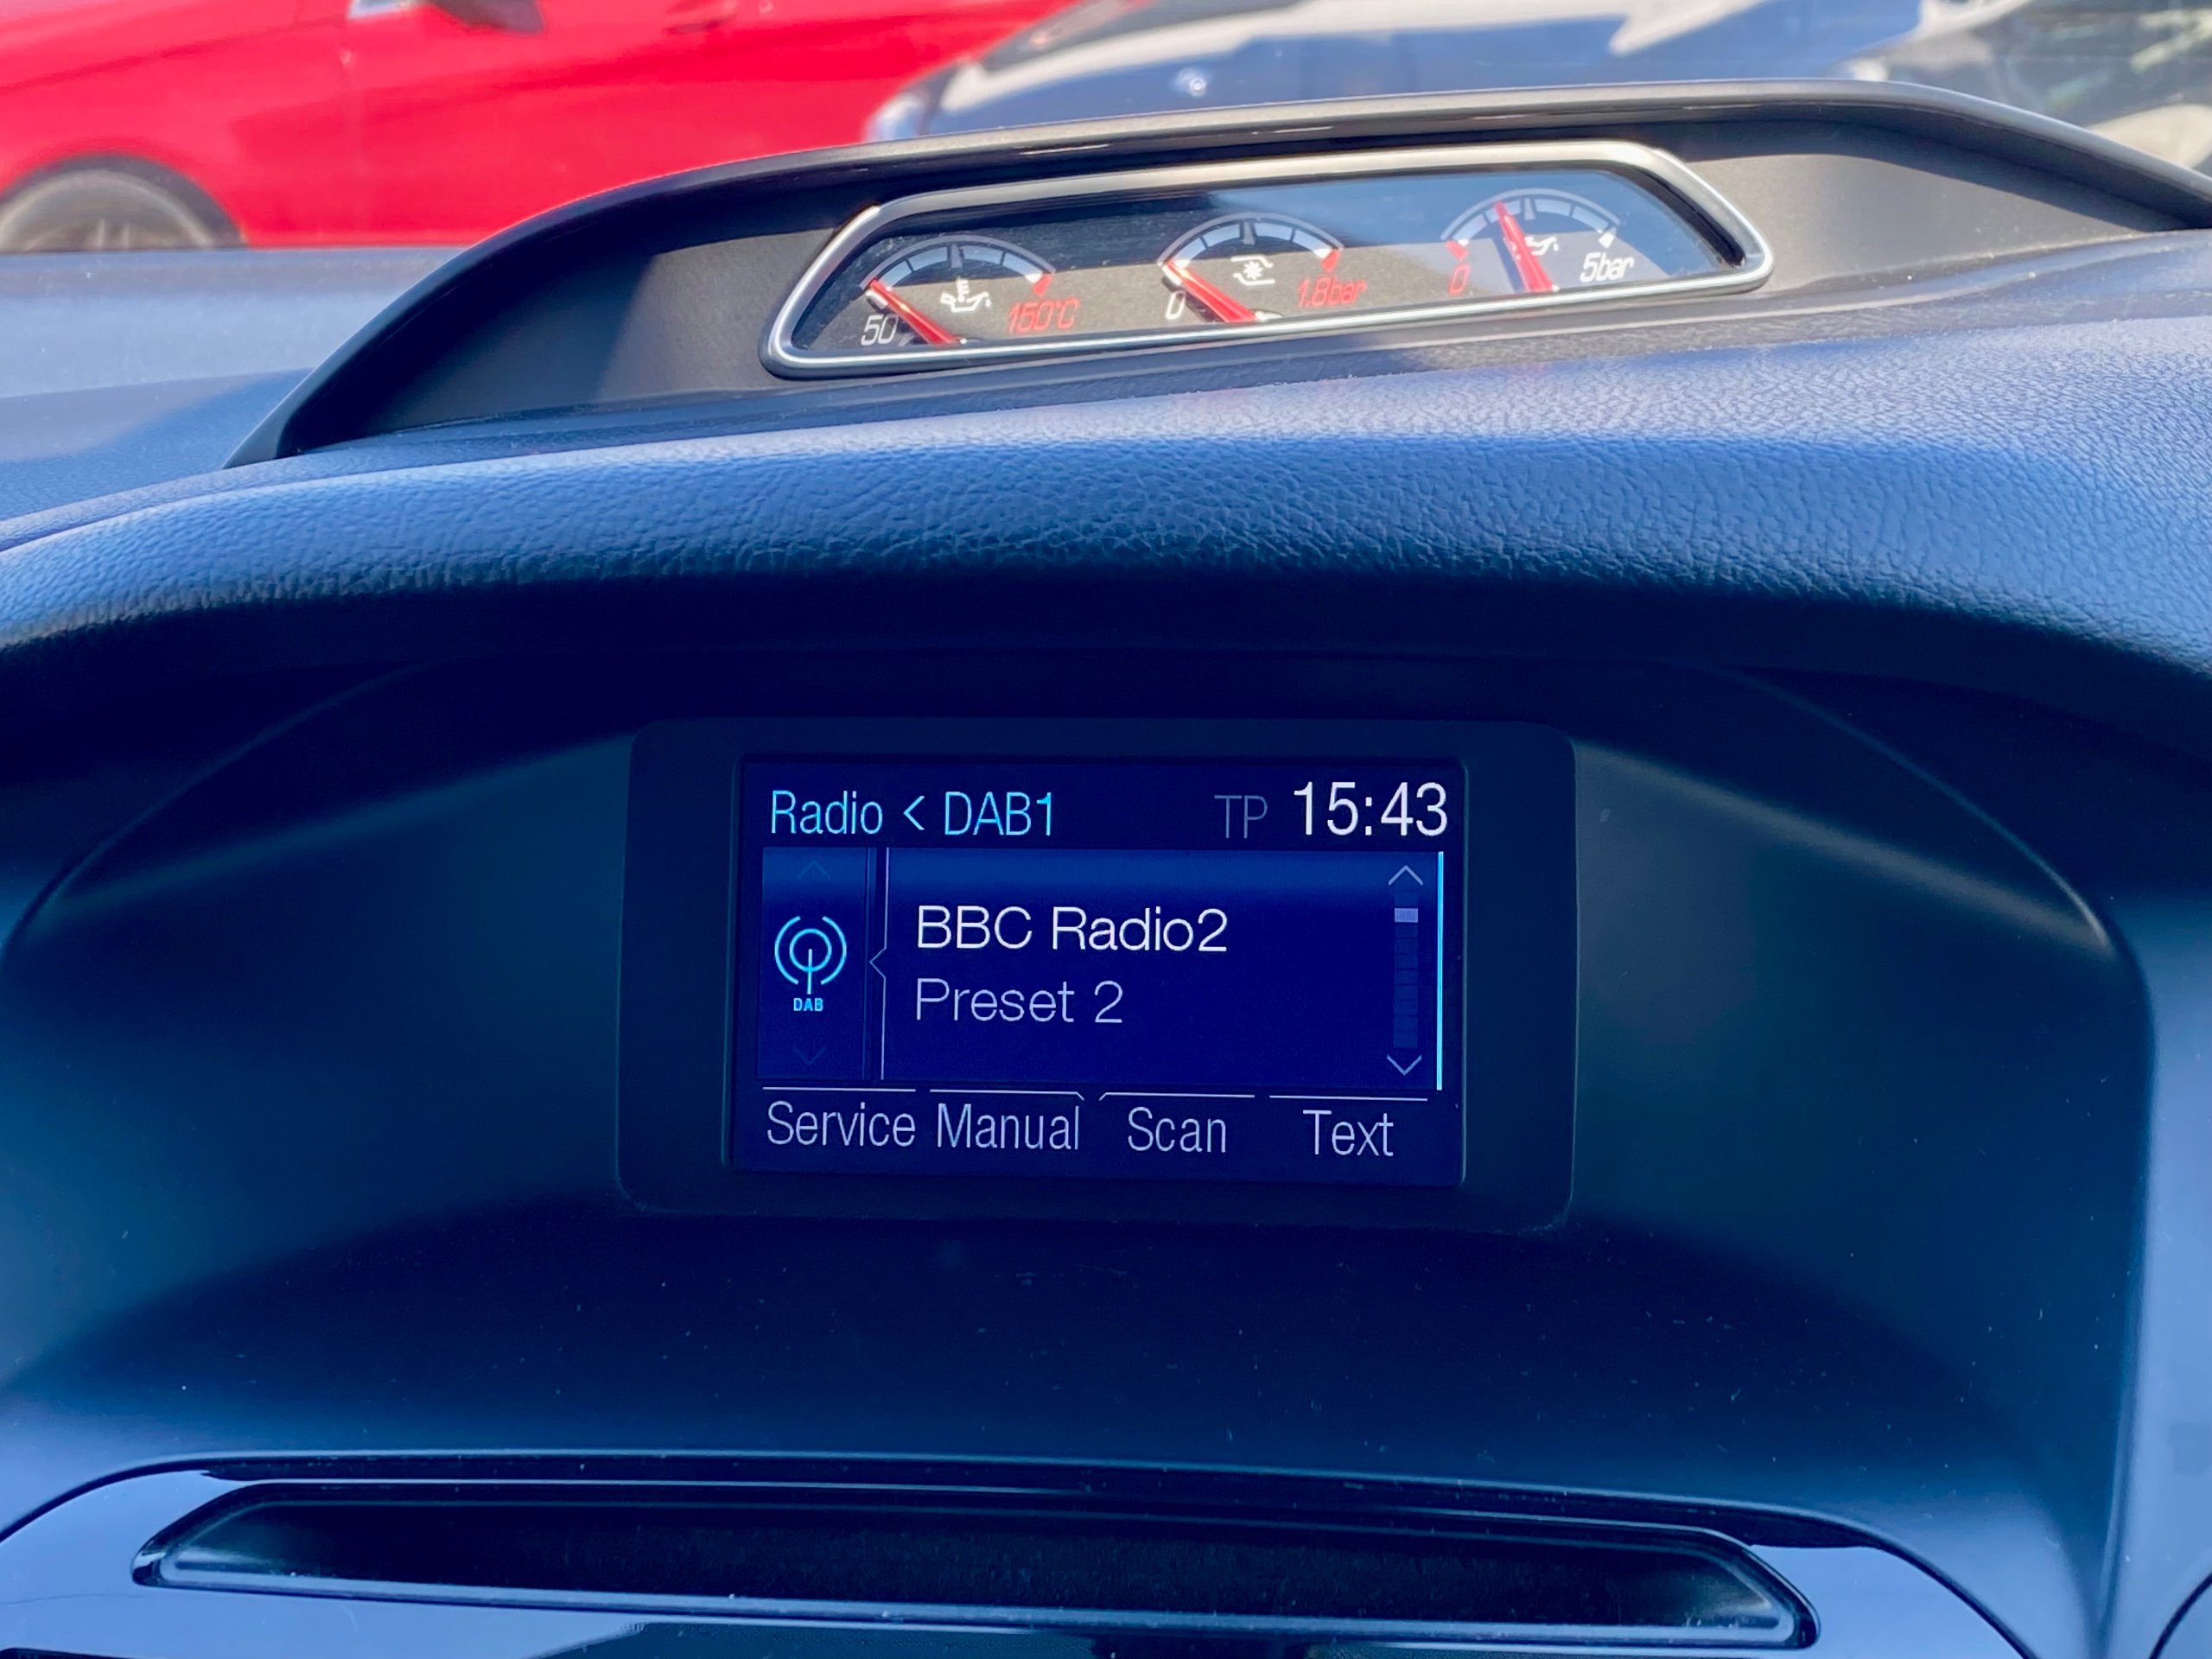 50 150°C
0 1.8bar
0 5bar
Radio < DAB1 TP 15:43
BBC Radio2
Preset 2
DAB
Service Manual Scan Text